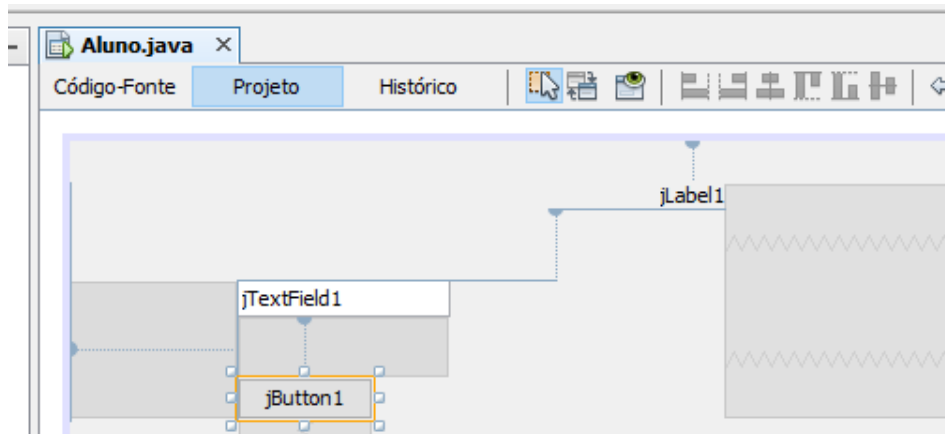 Aluno.java
Código-Fonte Projeto Histórico
jLabel1
jTextField1
jButton1